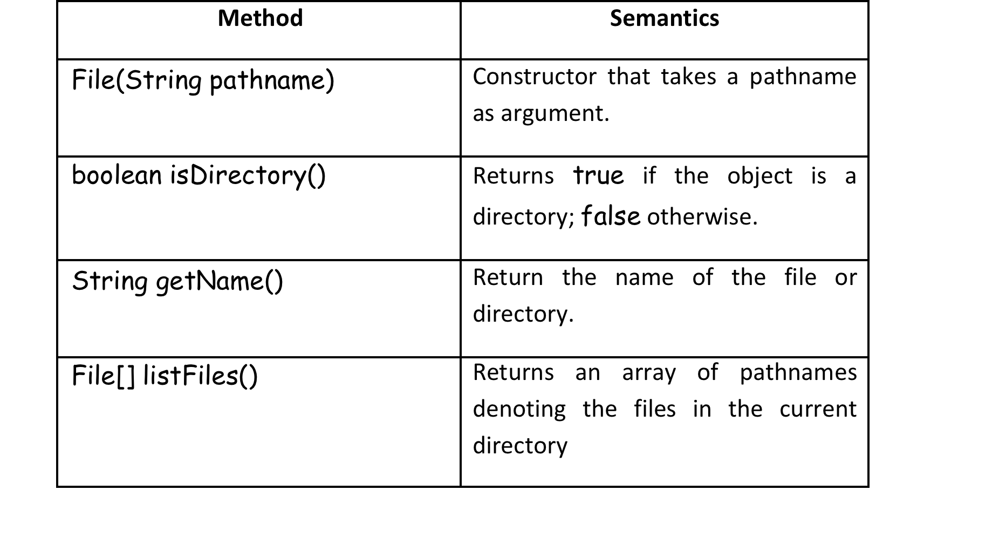 Method
Semantics
File(String pathname)
Constructor that takes a pathname
as argument.
boolean isDirectory()
Returns true if the object is a
directory; false otherwise.
String getName()
Return the name of the file or
directory.
File[] listFiles()
Returns an array of pathnames
denoting the files in the current
directory